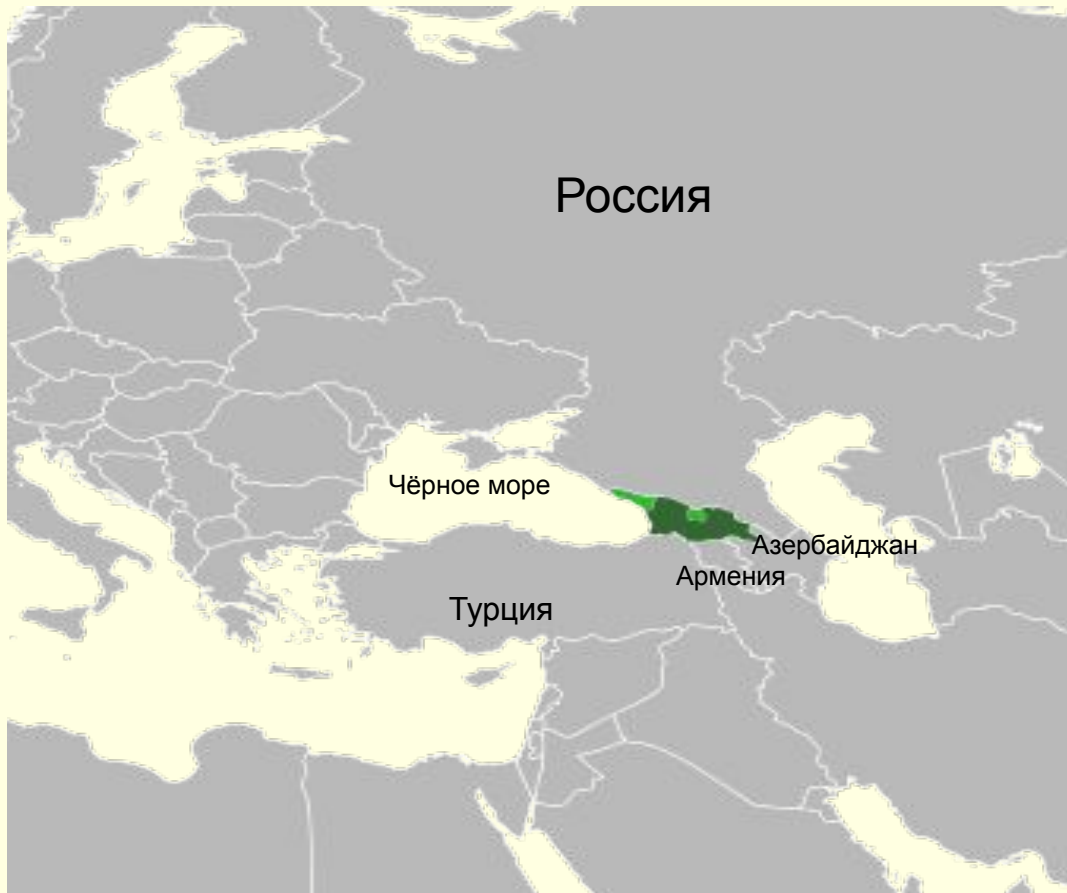 Россия
Чёрное море
Азербайджан
Армения
Турция